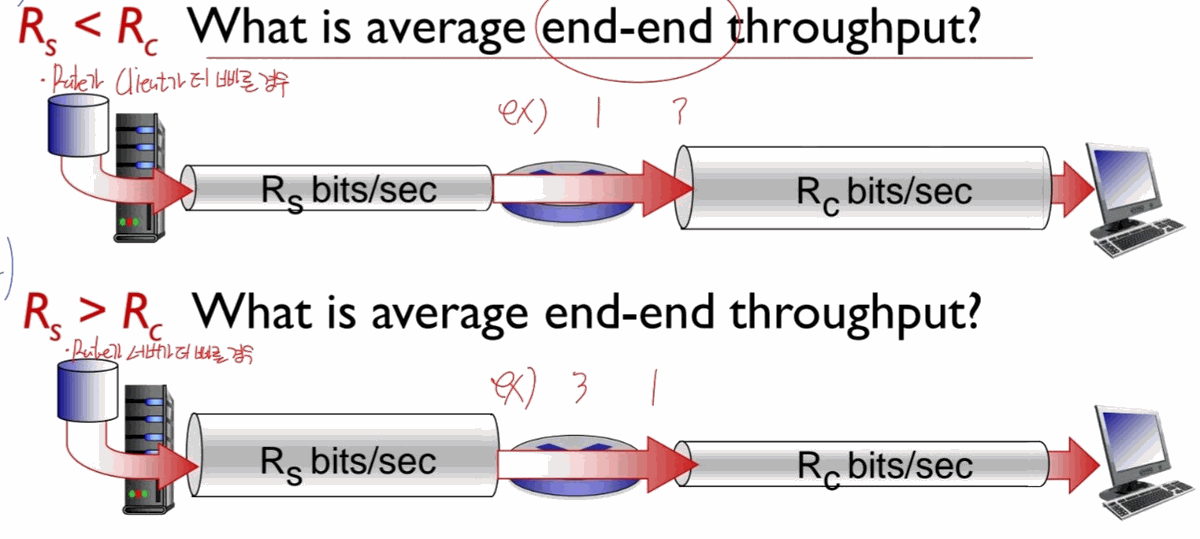 Rs < Rc What is average end-end throughput?
· Rate가 Client가 더 빠를 경우
ex) 1 ?
Rs bits/sec
Rc bits/sec
Rs > Rc What is average end-end throughput?
· Rate가 서버가 더 빠를 경우
ex) 3 1
Rs bits/sec
Rc bits/sec